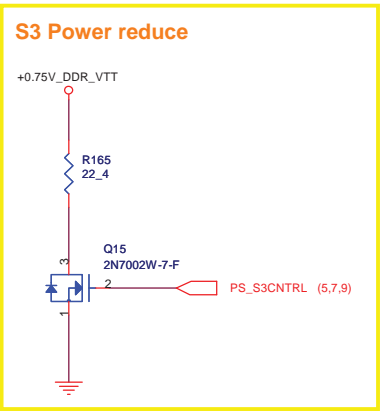 S3 Power reduce
+0.75V_DDR_VTT
R165
22_4
Q15
2N7002W-7-F
3
2
1
PS_S3CNTRL (5,7,9)